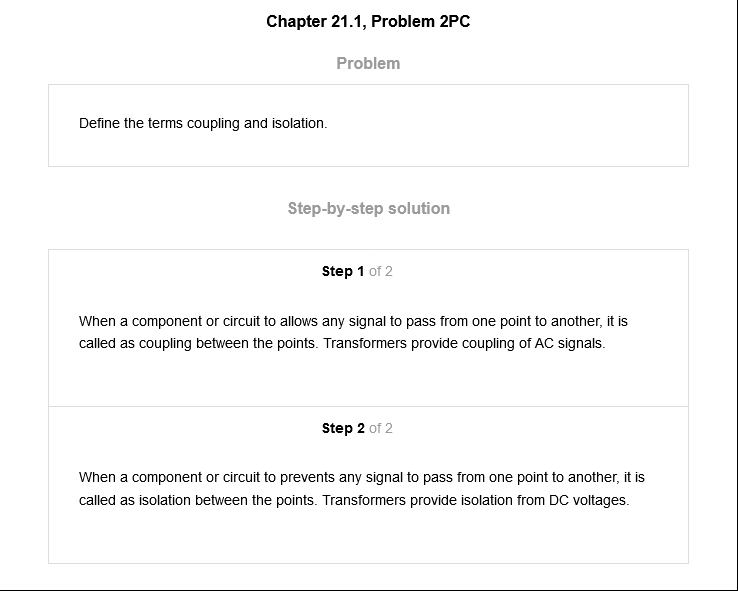 Chapter 21.1, Problem 2PC
Problem
Define the terms coupling and isolation.
Step-by-step solution
Step 1 of 2
When a component or circuit to allows any signal to pass from one point to another, it is
called as coupling between the points. Transformers provide coupling of AC signals.
Step 2 of 2
When a component or circuit to prevents any signal to pass from one point to another, it is
called as isolation between the points. Transformers provide isolation from DC voltages.